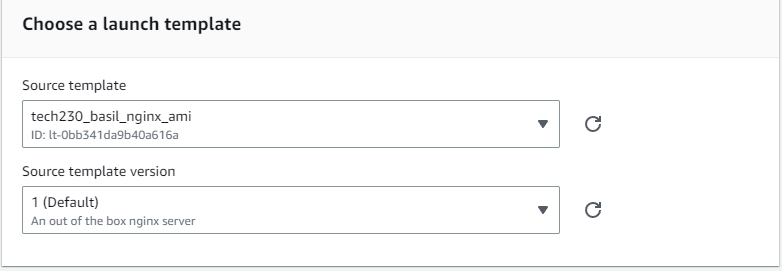 Choose a launch template
Source template
tech230_basil_nginx_ami
ID: lt-0bb341da9b40a616a
Source template version
1 (Default)
An out of the box nginx server